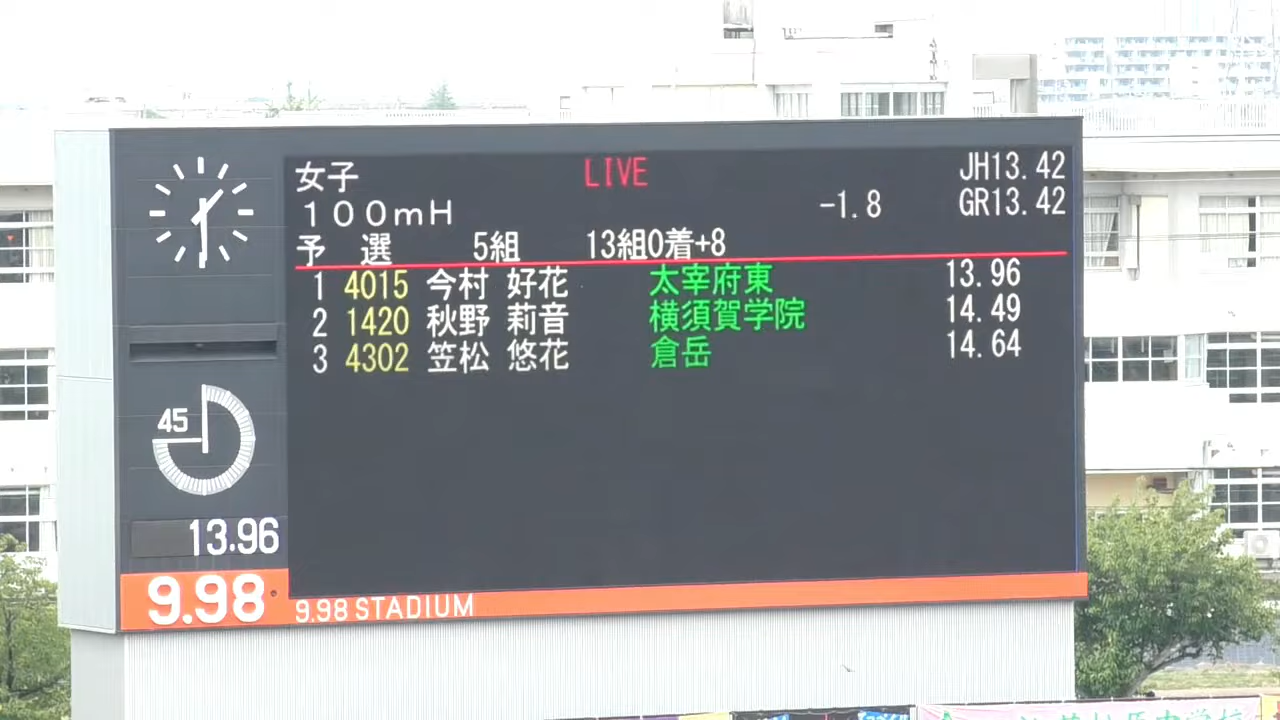 女子 LIVE JH13.42
100mH -1.8 GR13.42
予 選 5組 13組0着+8
1 4015 今村 好花 太宰府東 13.96
2 1420 秋野 莉音 横須賀学院 14.49
3 4302 笠松 悠花 倉岳 14.64
45
13.96
9.98
9.98 STADIUM